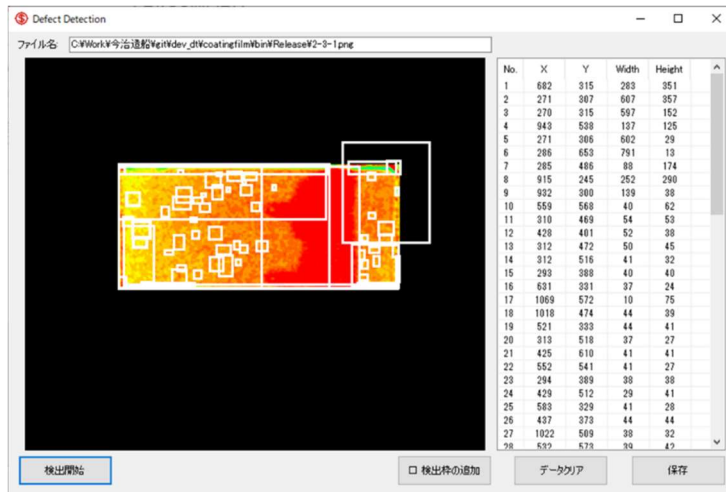 Defect Detection
ファイル名: C:¥Work¥今治造船¥git¥dev_dt¥coatingfilm¥bin¥Release¥2-3-1.png
No. X Y Width Height
1 682 315 283 351
2 271 307 607 357
3 270 315 597 152
4 943 538 137 125
5 271 306 602 29
6 286 653 791 13
7 285 486 88 174
8 915 245 252 290
9 932 300 139 38
10 559 568 40 62
11 310 469 54 53
12 428 401 52 38
13 312 472 50 45
14 312 516 41 32
15 293 388 40 40
16 631 331 37 24
17 1069 572 10 75
18 1018 474 44 39
19 521 333 44 41
20 313 518 37 27
21 425 610 41 41
22 552 541 41 27
23 294 389 38 38
24 429 512 29 41
25 583 329 41 28
26 437 373 44 44
27 1022 509 38 32
28 532 573 39 42
検出開始 検出枠の追加 データクリア 保存